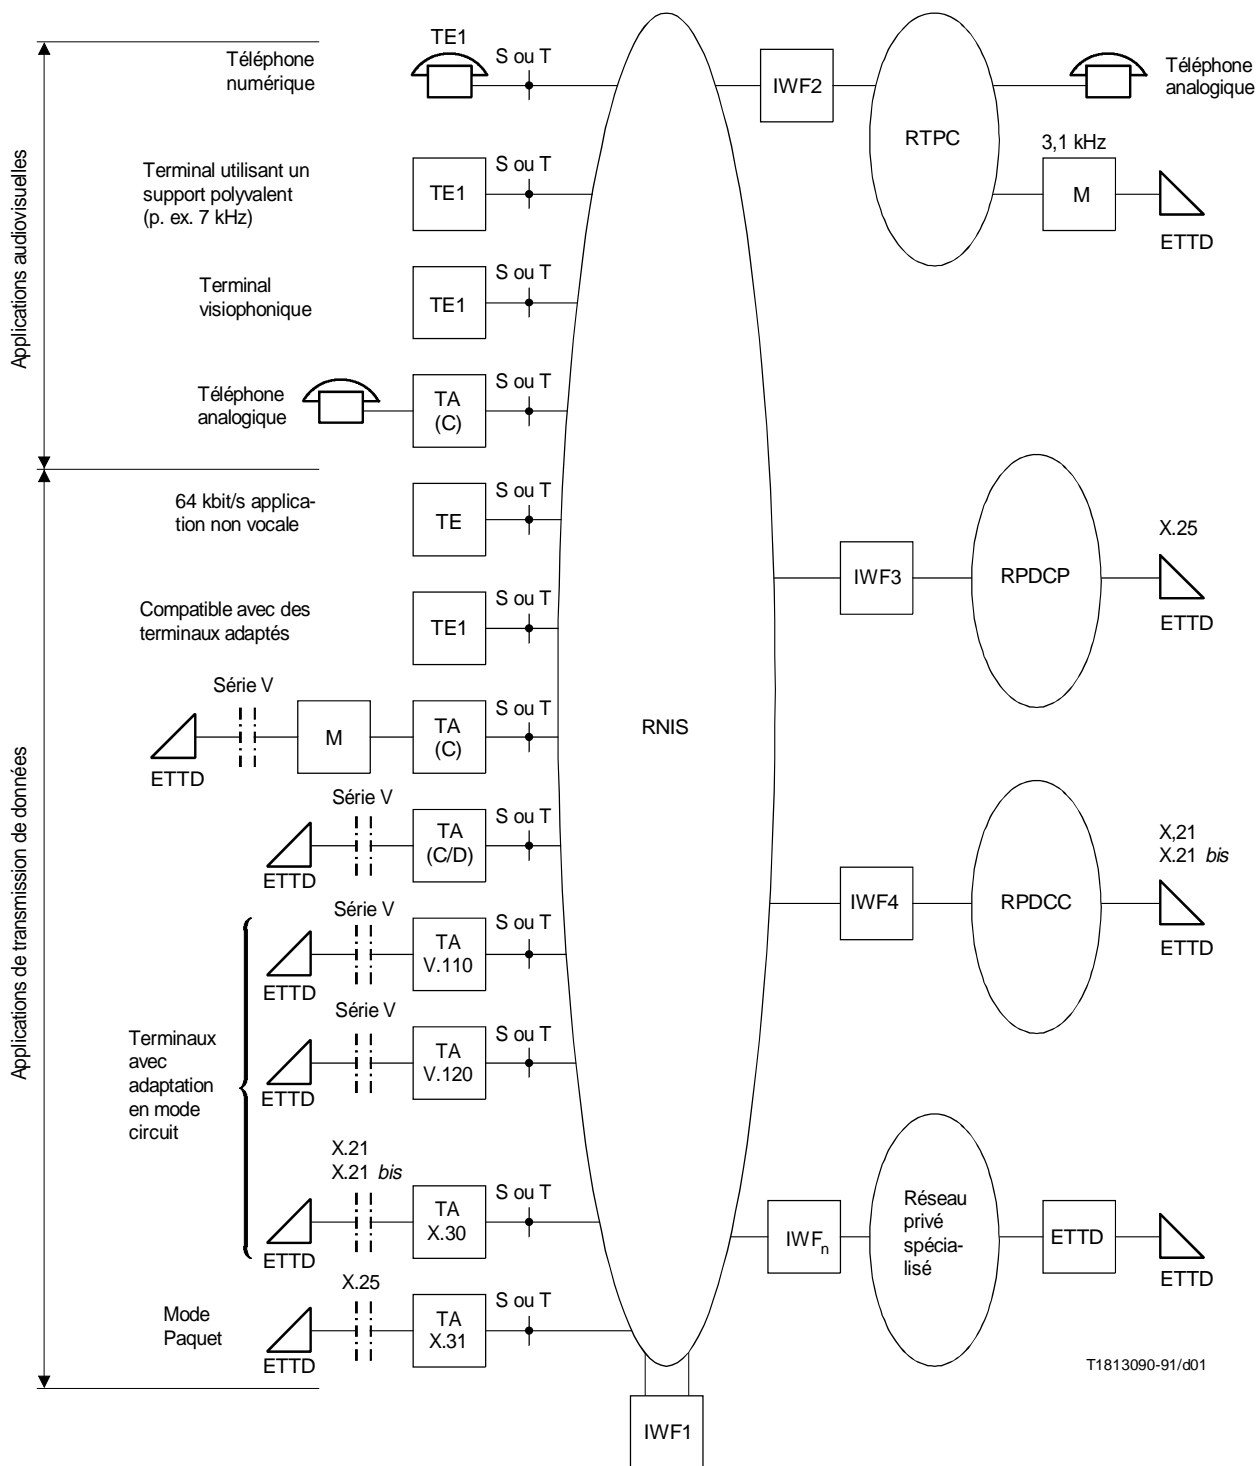 Applications audiovisuelles
Téléphone
numérique
TE1
S ou T
Terminal utilisant un
support polyvalent
(p. ex. 7 kHz)
TE1
S ou T
Terminal
visiophonique
TE1
S ou T
Téléphone
analogique
TA
(C)
S ou T
Applications de transmission de données
64 kbit/s applica-
tion non vocale
TE
S ou T
Compatible avec des
terminaux adaptés
TE1
S ou T
Série V
ETTD
M
TA
(C)
S ou T
Série V
ETTD
TA
(C/D)
S ou T
Terminaux
avec
adaptation
en mode
circuit
Série V
ETTD
TA
V.110
S ou T
Série V
ETTD
TA
V.120
S ou T
X.21
X.21 bis
ETTD
TA
X.30
S ou T
Mode
Paquet
X.25
ETTD
TA
X.31
S ou T
RNIS
IWF1
IWF2
RTPC
Téléphone
analogique
3,1 kHz
M
ETTD
IWF3
RPDCP
X.25
ETTD
IWF4
RPDCC
X,21
X.21 bis
ETTD
IWFn
Réseau
privé
spécia-
lisé
ETTD
ETTD
T1813090-91/d01